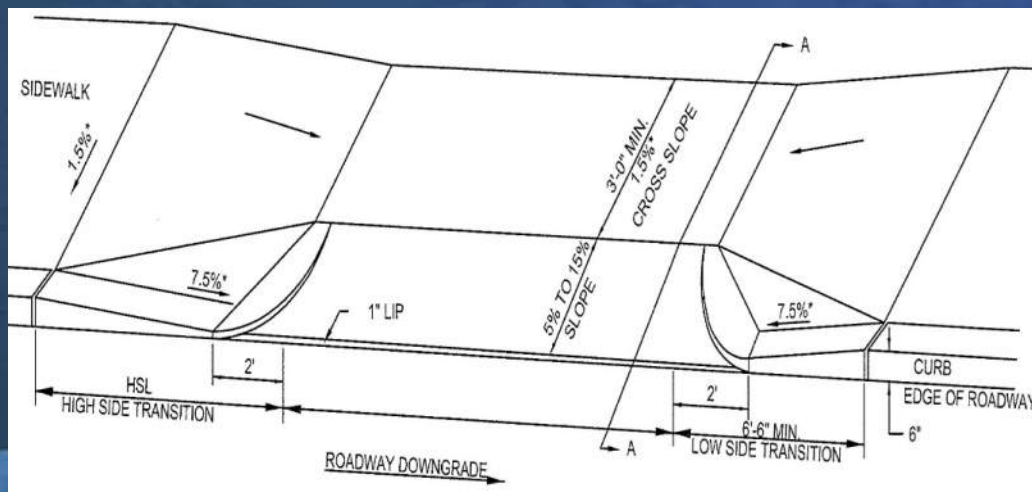 A
SIDEWALK
1.5%*
3'-0" MIN.
1.5%*
CROSS SLOPE
7.5%*
5% TO 15%
SLOPE
7.5%*
1" LIP
2'
HSL
HIGH SIDE TRANSITION
2'
CURB
EDGE OF ROADWAY
6'-6" MIN.
LOW SIDE TRANSITION
6"
A
ROADWAY DOWNGRADE